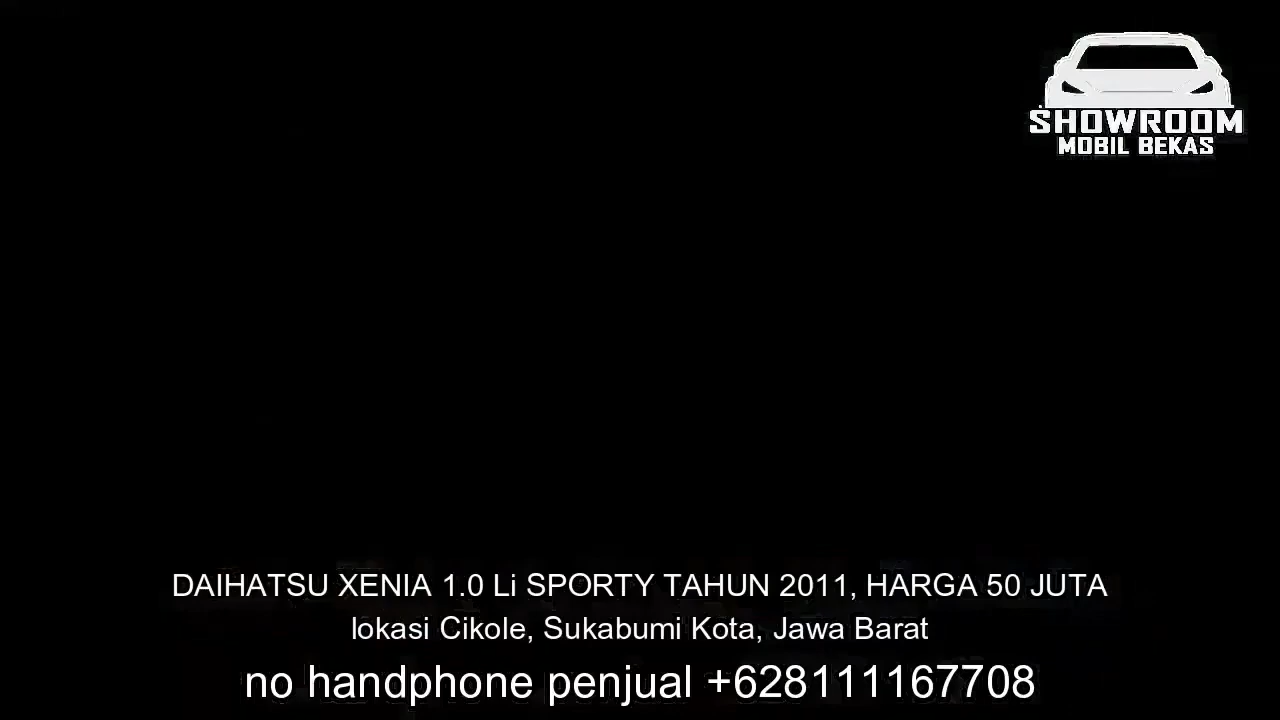 SHOWROOM
MOBIL BEKAS
DAIHATSU XENIA 1.0 Li SPORTY TAHUN 2011, HARGA 50 JUTA
lokasi Cikole, Sukabumi Kota, Jawa Barat
no handphone penjual +628111167708